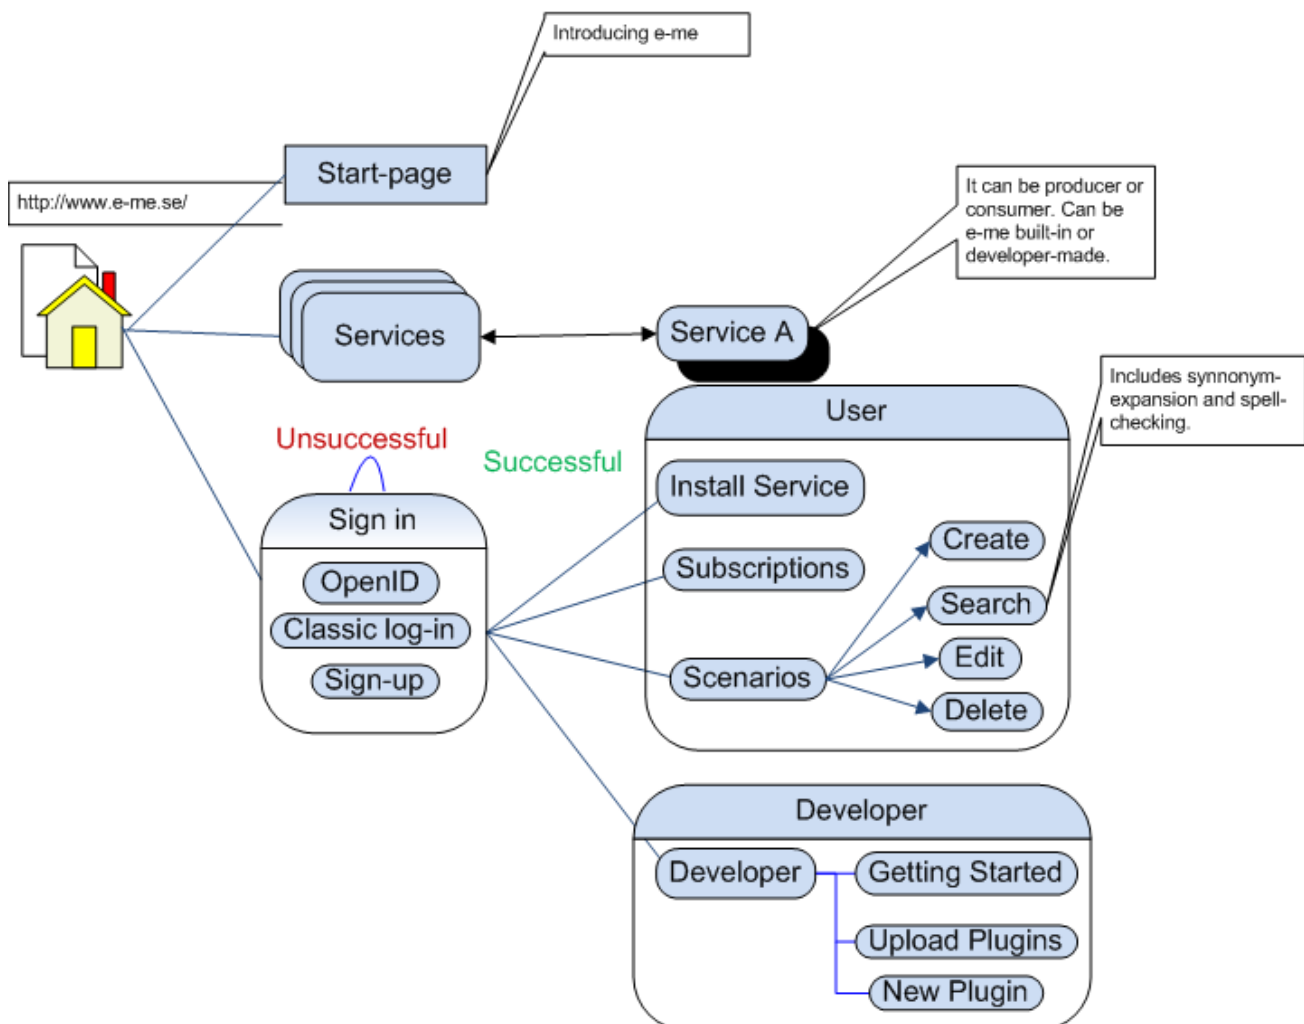 Introducing e-me
Start-page
http://www.e-me.se/
It can be producer or
consumer. Can be
e-me built-in or
developer-made.
Services
Service A
Includes synnonym-
expansion and spell-
checking.
User
Unsuccessful
Successful
Install Service
Sign in
Create
Subscriptions
OpenID
Search
Classic log-in
Edit
Scenarios
Sign-up
Delete
Developer
Developer
Getting Started
Upload Plugins
New Plugin